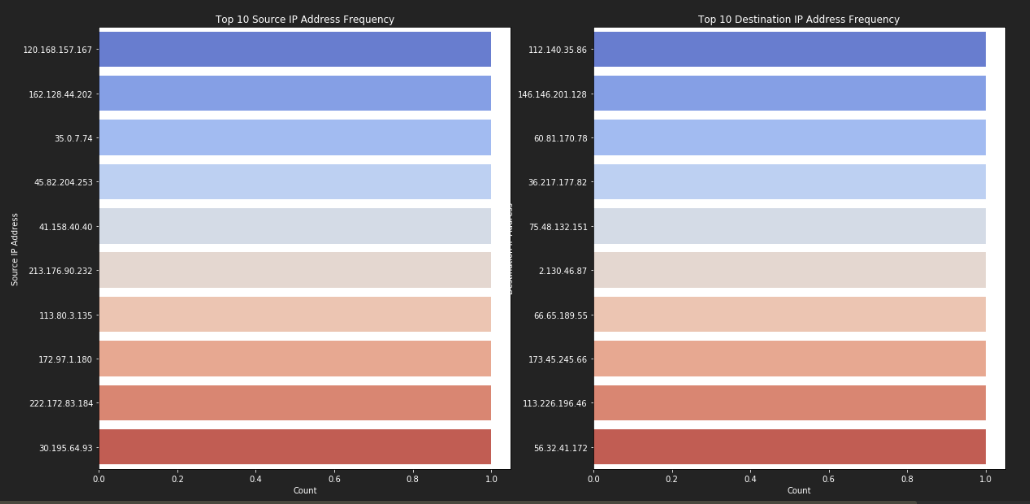 Top 10 Source IP Address Frequency
Source IP Address
120.168.157.167
162.128.44.202
35.0.7.74
45.82.204.253
41.158.40.40
213.176.90.232
113.80.3.135
172.97.1.180
222.172.83.184
30.195.64.93
0.0 0.2 0.4 0.6 0.8 1.0
Count
Top 10 Destination IP Address Frequency
112.140.35.86
146.146.201.128
60.81.170.78
36.217.177.82
75.48.132.151
2.130.46.87
66.65.189.55
173.45.245.66
113.226.196.46
56.32.41.172
0.0 0.2 0.4 0.6 0.8 1.0
Count